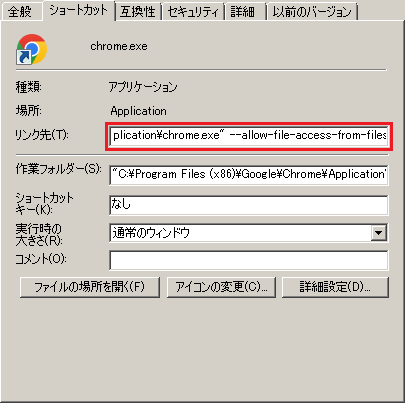 全般 ショートカット 互換性 セキュリティ 詳細 以前のバージョン
chrome.exe
種類: アプリケーション
場所: Application
リンク先(T): plication¥chrome.exe" --allow-file-access-from-files
作業フォルダー(S): "C:¥Program Files (x86)¥Google¥Chrome¥Application"
ショートカット
キー(K): なし
実行時の
大きさ(R): 通常のウィンドウ
コメント(O):
ファイルの場所を開く(F) アイコンの変更(C)... 詳細設定(D)...